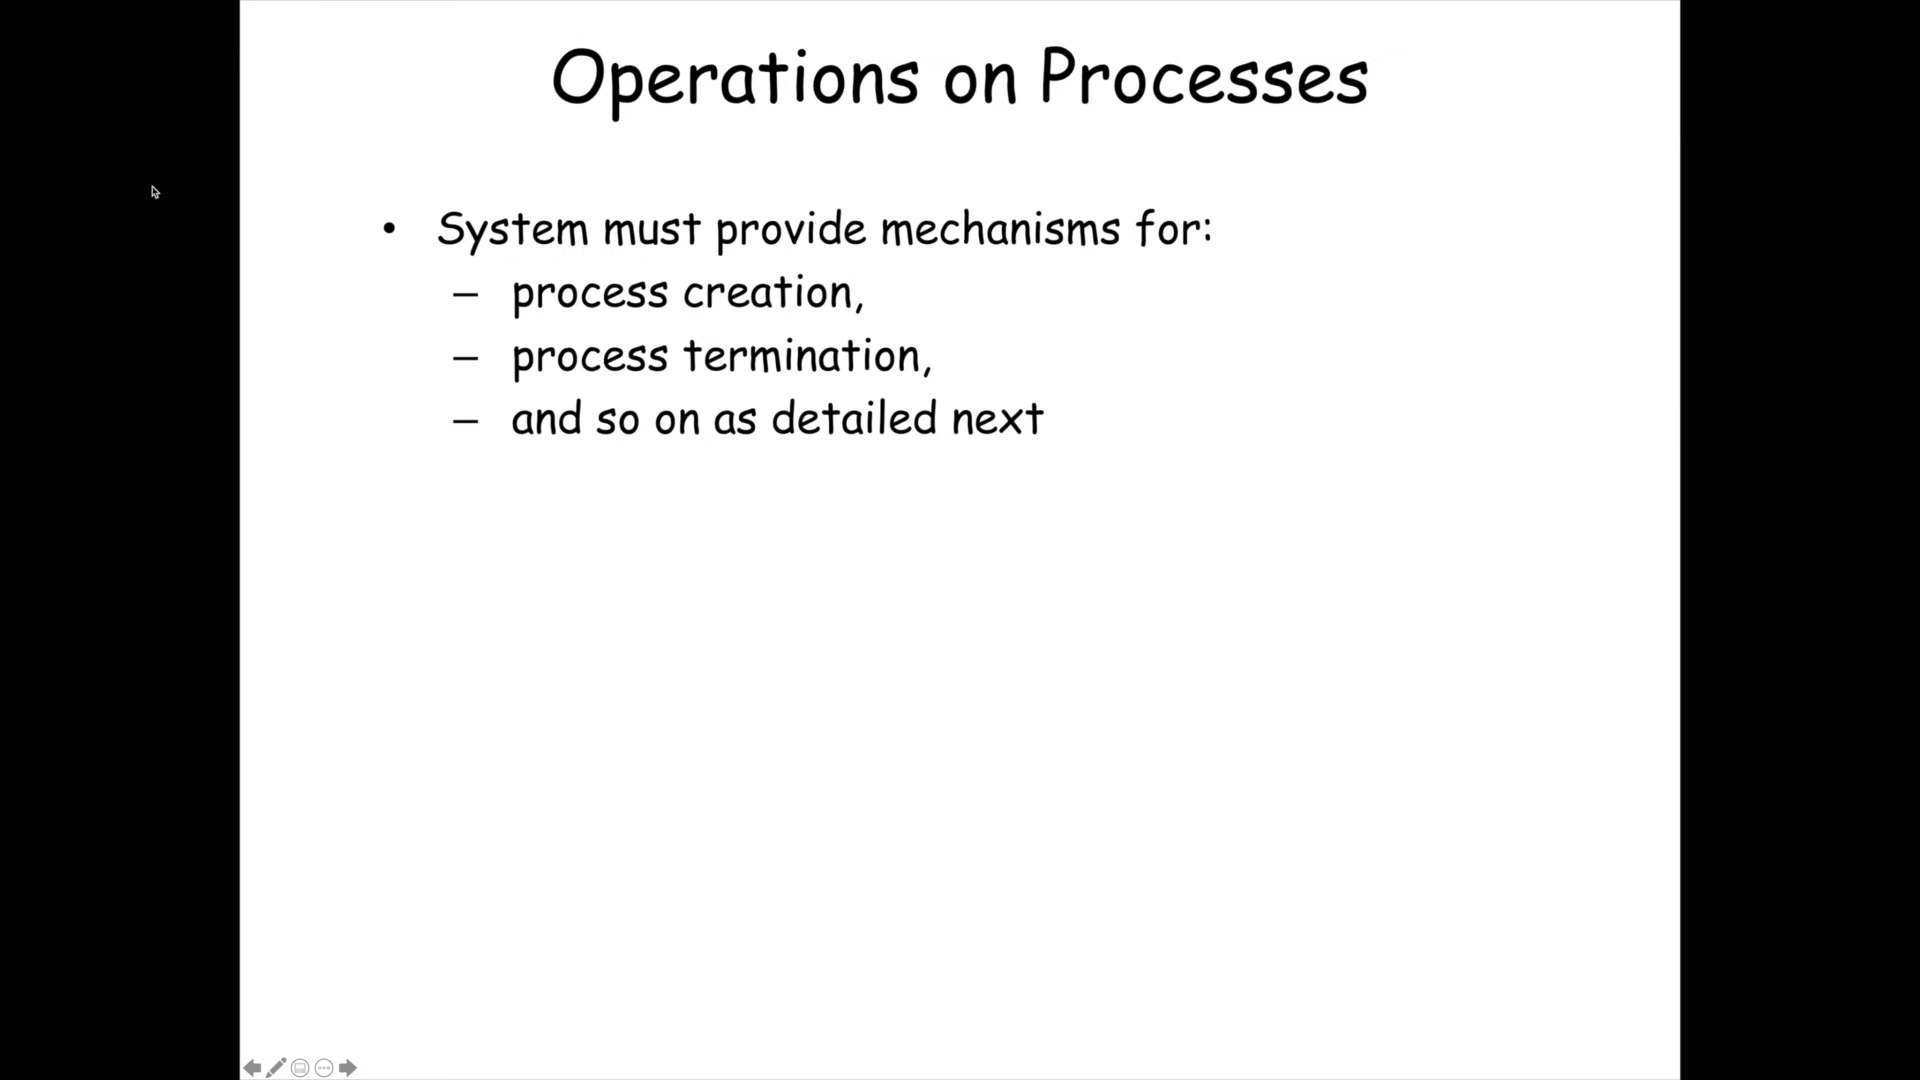 Operations on Processes
• System must provide mechanisms for:
– process creation,
– process termination,
– and so on as detailed next